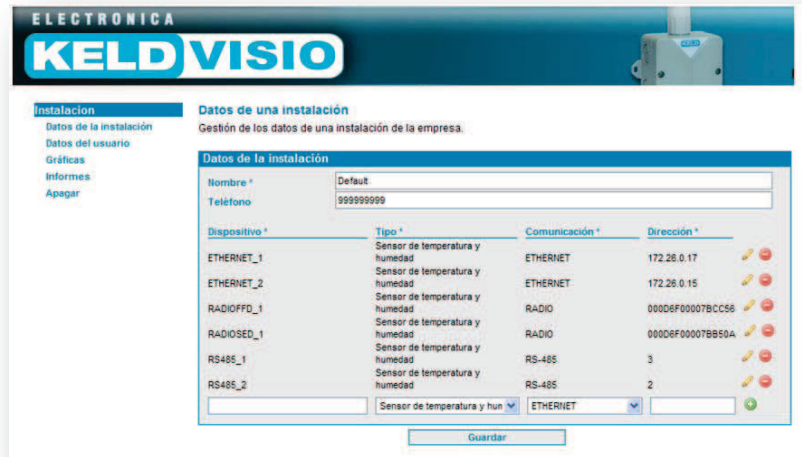 ELECTRONICA
KELD VISIO
KELD
Instalacion
Datos de la instalación
Datos del usuario
Gráficas
Informes
Apagar
Datos de una instalación
Gestión de los datos de una instalación de la empresa.
Datos de la instalación
Nombre * Default
Teléfono 999999999
Dispositivo * Tipo * Comunicación * Dirección *
ETHERNET_1 Sensor de temperatura y humedad ETHERNET 172.26.0.17
ETHERNET_2 Sensor de temperatura y humedad ETHERNET 172.26.0.15
RADIOFFD_1 Sensor de temperatura y humedad RADIO 000D6F00007BCC56
RADIOSED_1 Sensor de temperatura y humedad RADIO 000D6F00007BB50A
RS485_1 Sensor de temperatura y humedad RS-485 3
RS485_2 Sensor de temperatura y humedad RS-485 2
Sensor de temperatura y hun ETHERNET
Guardar